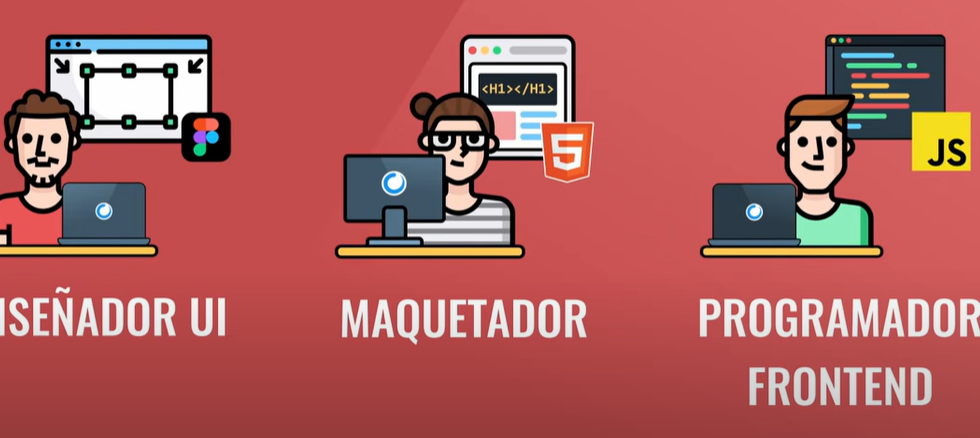 <H1></H1>
5
JS
ISEÑADOR UI
MAQUETADOR
PROGRAMADOR
FRONTEND